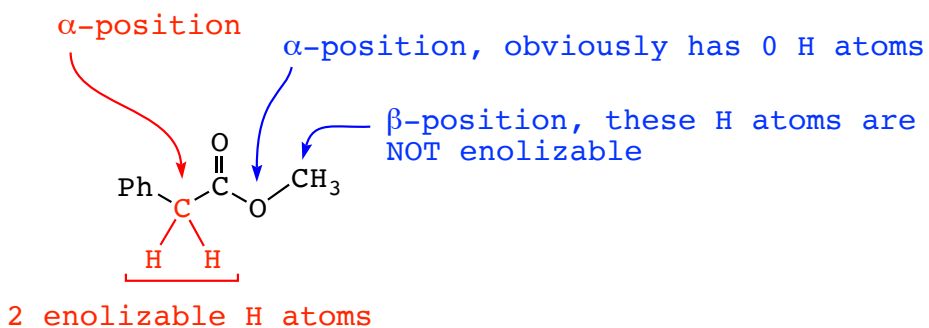 α-position
α-position, obviously has 0 H atoms
β-position, these H atoms are
NOT enolizable
O
Ph C CH3
C O
H H
2 enolizable H atoms